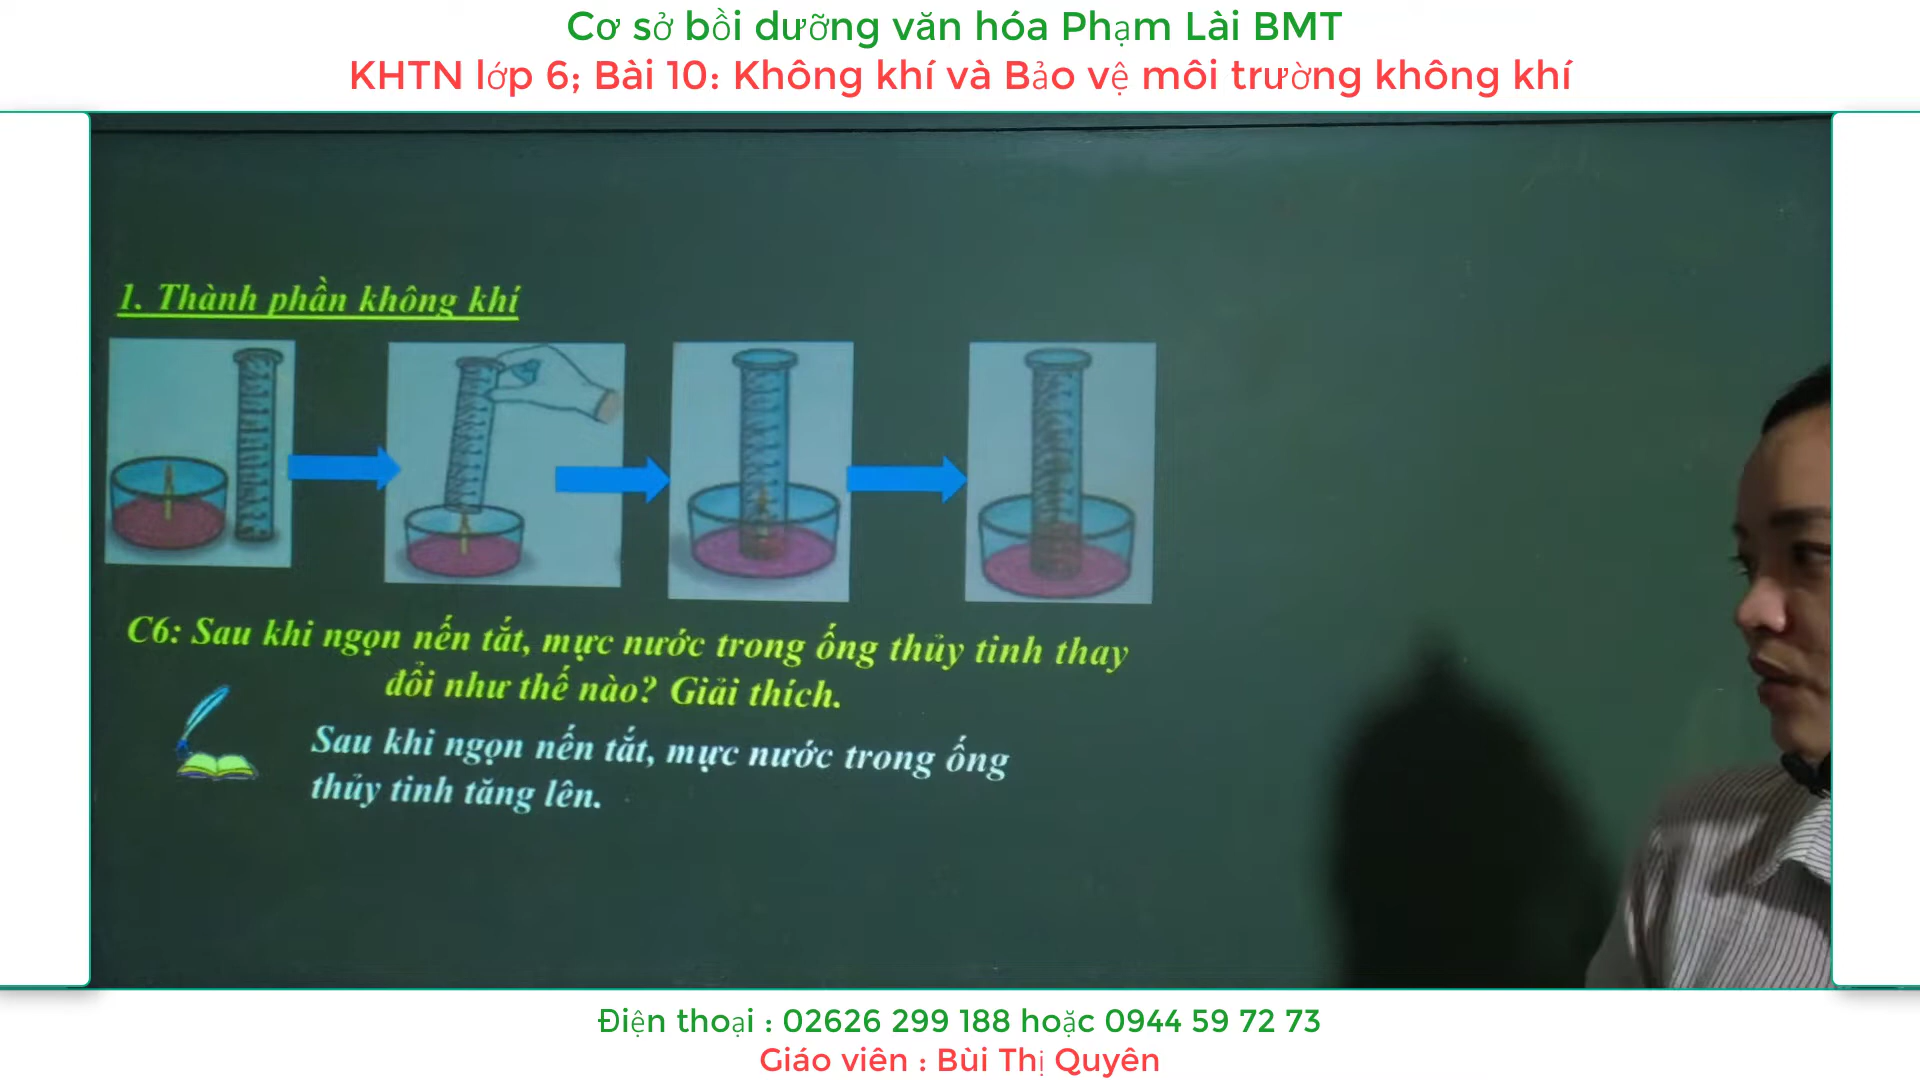 Cơ sở bồi dưỡng văn hóa Phạm Lài BMT
KHTN lớp 6; Bài 10: Không khí và Bảo vệ môi trường không khí
1. Thành phần không khí
C6: Sau khi ngọn nến tắt, mực nước trong ống thủy tinh thay
đổi như thế nào? Giải thích.
Sau khi ngọn nến tắt, mực nước trong ống
thủy tinh tăng lên.
Điện thoại : 02626 299 188 hoặc 0944 59 72 73
Giáo viên : Bùi Thị Quyên